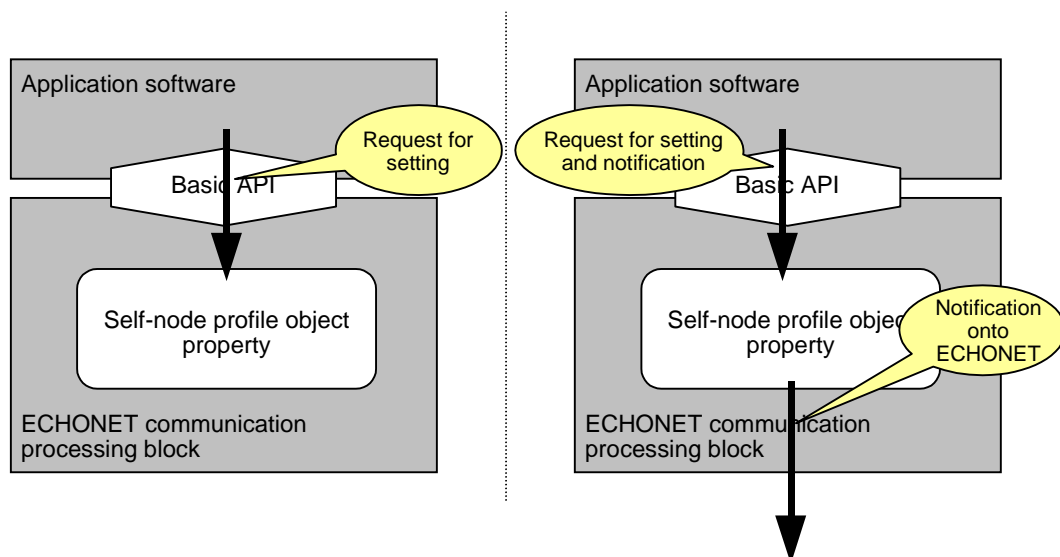 Application software
Request for
setting
Basic API
Self-node profile object
property
ECHONET communication
processing block
Application software
Request for setting
and notification
Basic API
Self-node profile objec
property
Notification
onto
ECHONET
ECHONET communication
processing block